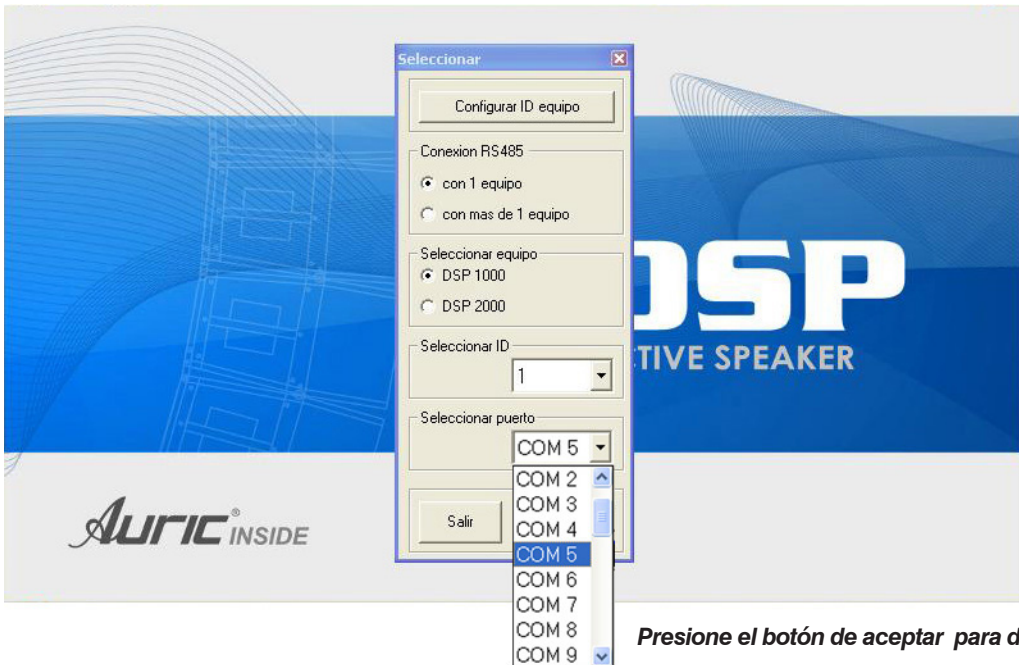 Seleccionar
Configurar ID equipo
Conexion RS485
con 1 equipo
con mas de 1 equipo
Seleccionar equipo
DSP 1000
DSP 2000
Seleccionar ID
1
Seleccionar puerto
COM 5
COM 2
COM 3
COM 4
COM 5
COM 6
COM 7
COM 8
COM 9
Salir
DSP
TIVE SPEAKER
AURIC® INSIDE
Presione el botón de aceptar para d